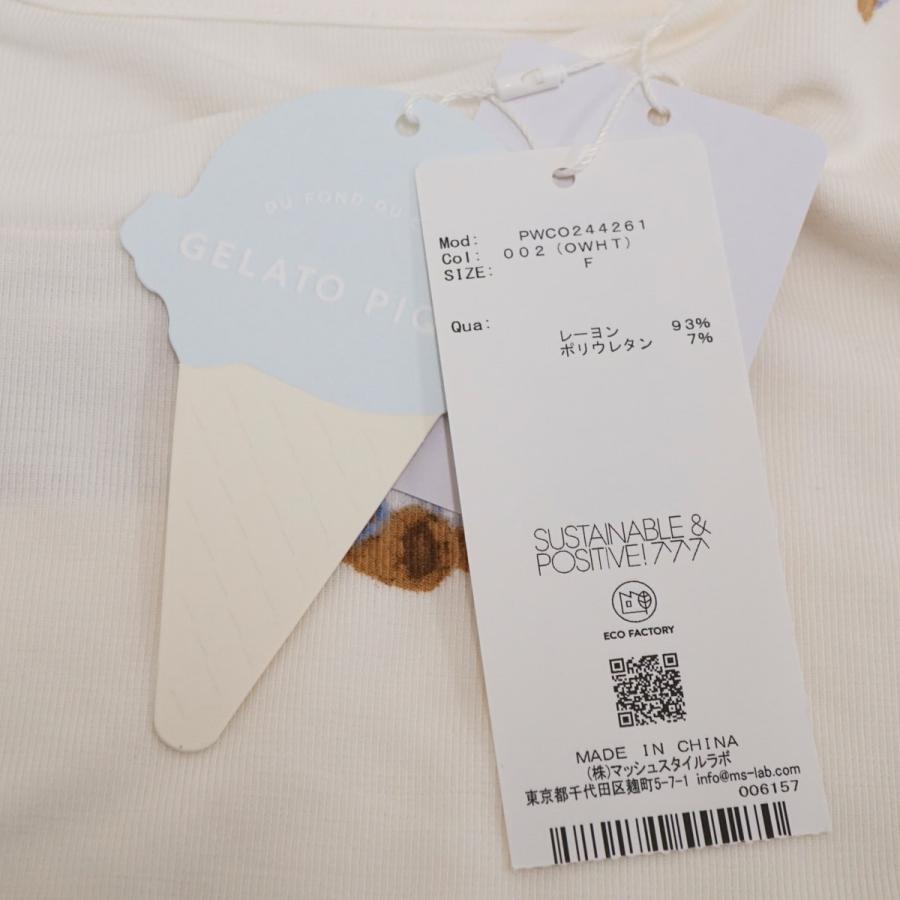 DU FOND DU
GELATO PIQ
Mod: PWCO244261
Col: 002 (OWHT)
SIZE: F
Qua: レーヨン 93%
ポリウレタン 7%
SUSTAINABLE &
POSITIVE!
ECO FACTORY
MADE IN CHINA
(株)マッシュスタイルラボ
東京都千代田区麹町5-7-1 info@ms-lab.com
006157